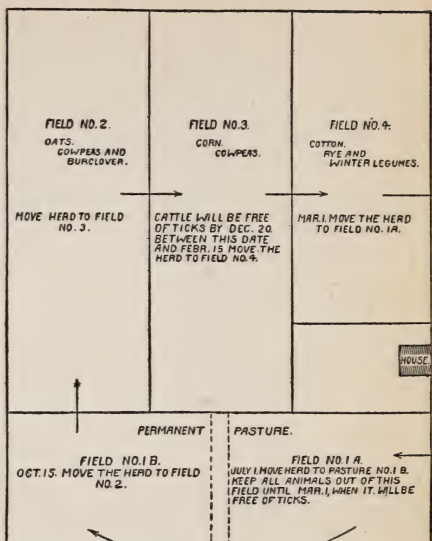 FIELD NO. 2.
OATS.
COWPEAS AND
BURCLOVER.
MOVE HERD TO FIELD
NO. 3.
FIELD NO. 3.
CORN.
COWPEAS.
CATTLE WILL BE FREE
OF TICKS BY DEC. 20.
BETWEEN THIS DATE
AND FEBR. 15 MOVE THE
HERD TO FIELD NO. 4.
FIELD NO. 4.
COTTON.
RYE AND
WINTER LEGUMES.
MAR. 1. MOVE THE HERD
TO FIELD NO. 1A.
HOUSE.
PERMANENT PASTURE.
FIELD NO. 1 B.
OCT. 15. MOVE THE HERD TO FIELD
NO. 2.
FIELD NO. 1 A.
JULY 1. MOVE HERD TO PASTURE NO. 1 B.
KEEP ALL ANIMALS OUT OF THIS
FIELD UNTIL MAR. 1, WHEN IT WILL BE
FREE OF TICKS.